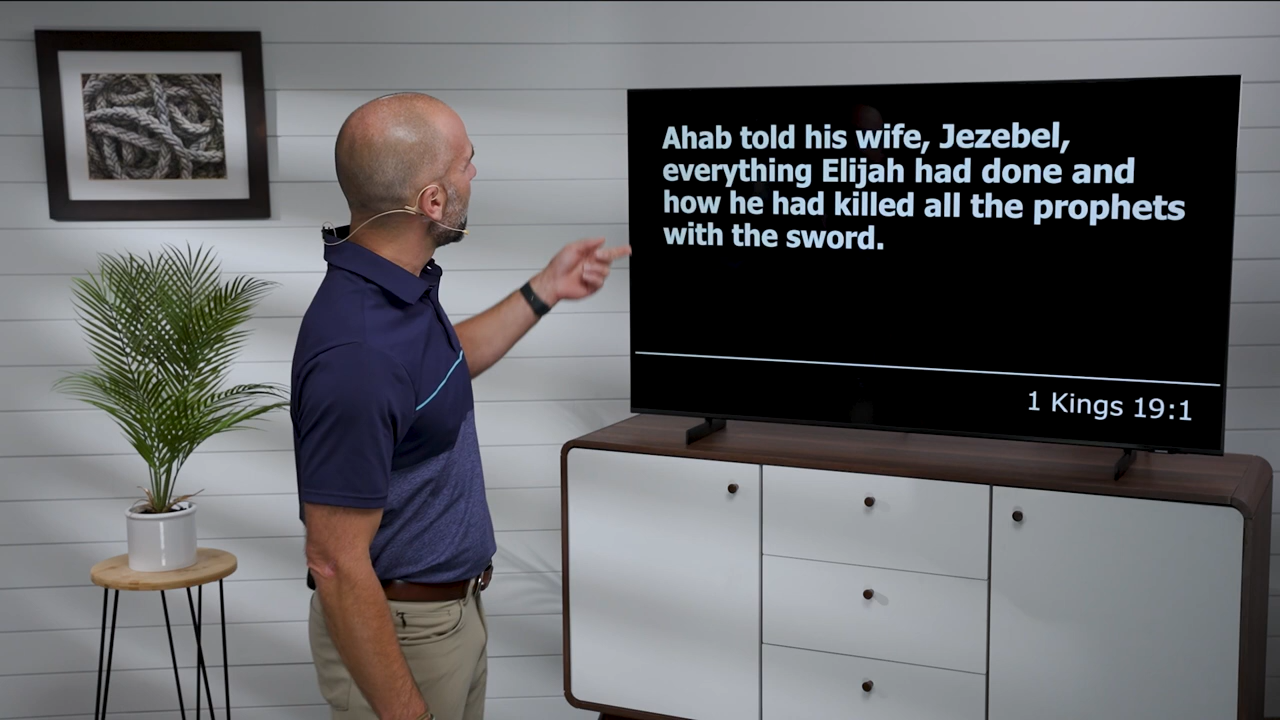 Ahab told his wife, Jezebel,
everything Elijah had done and
how he had killed all the prophets
with the sword.
1 Kings 19:1